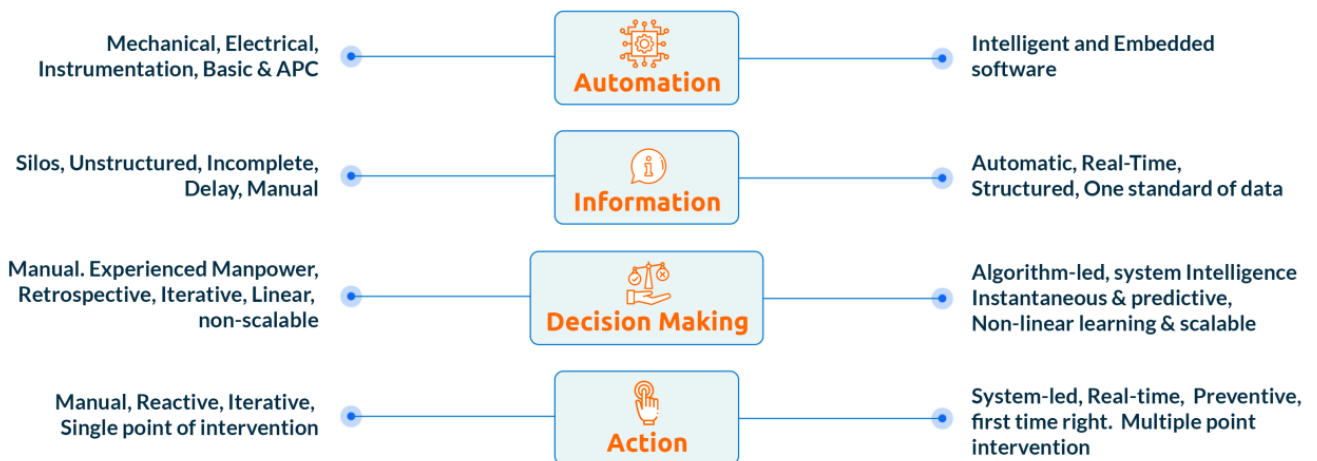 Mechanical, Electrical,
Instrumentation, Basic & APC
Automation
Intelligent and Embedded
software
Silos, Unstructured, Incomplete,
Delay, Manual
Information
Automatic, Real-Time,
Structured, One standard of data
Manual. Experienced Manpower,
Retrospective, Iterative, Linear,
non-scalable
Decision Making
Algorithm-led, system Intelligence
Instantaneous & predictive,
Non-linear learning & scalable
Manual, Reactive, Iterative,
Single point of intervention
Action
System-led, Real-time, Preventive,
first time right. Multiple point
intervention